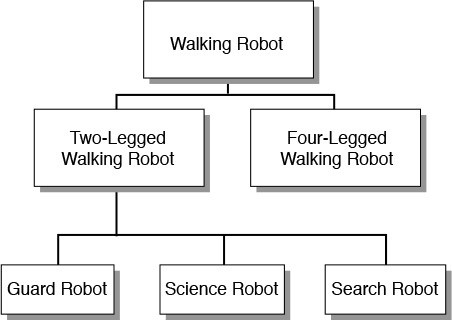 Walking Robot
Two-Legged
Walking Robot
Four-Legged
Walking Robot
Guard Robot
Science Robot
Search Robot